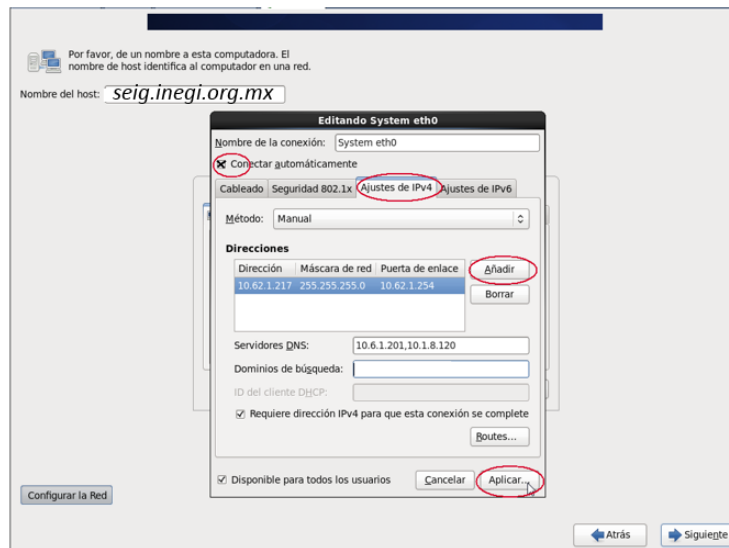 Por favor, de un nombre a esta computadora. El
nombre de host identifica al computador en una red.
Nombre del host: seig.inegi.org.mx
Editando System eth0
Nombre de la conexión: System eth0
Conectar automáticamente
Cableado Seguridad 802.1x Ajustes de IPv4 Ajustes de IPv6
Método: Manual
Direcciones
Dirección Máscara de red Puerta de enlace Añadir
10.62.1.217 255.255.255.0 10.62.1.254
Borrar
Servidores DNS: 10.6.1.201,10.1.8.120
Dominios de búsqueda:
ID del cliente DHCP:
Requiere dirección IPv4 para que esta conexión se complete
Routes...
Disponible para todos los usuarios Cancelar Aplicar...
Configurar la Red
Atrás Siguiente